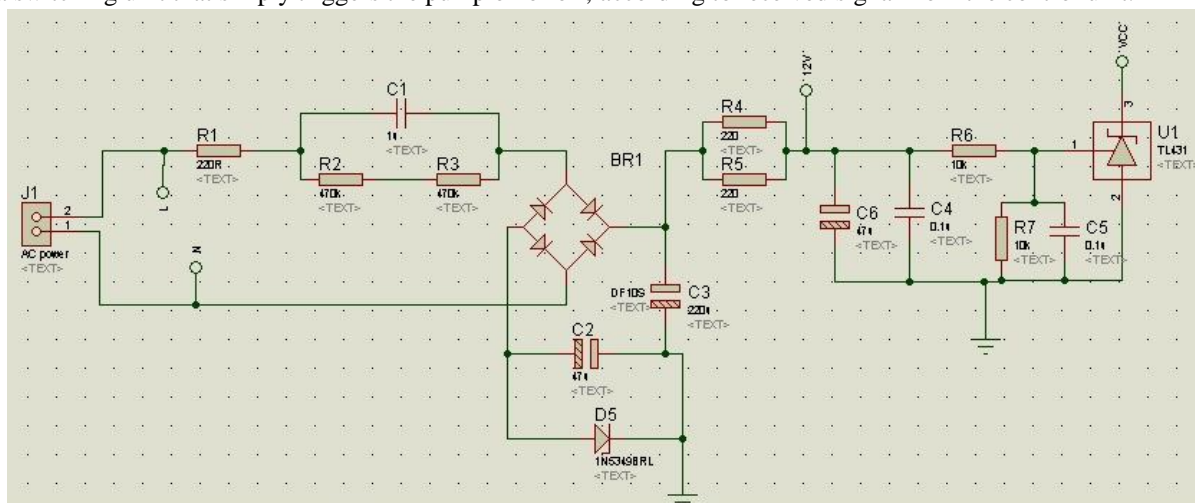 C1
1u
<TEXT>
R1
220R
<TEXT>
R2
470k
<TEXT>
R3
470k
<TEXT>
L
N
J1
2
1
AC power
<TEXT>
BR1
DF10S
<TEXT>
R4
220
<TEXT>
R5
220
<TEXT>
12V
C3
220u
<TEXT>
C2
47u
<TEXT>
D5
1N5349BRL
<TEXT>
C6
47u
<TEXT>
C4
0.1u
<TEXT>
R6
10k
<TEXT>
R7
10k
<TEXT>
C5
0.1u
<TEXT>
VCC
3
1
2
U1
TL431
<TEXT>